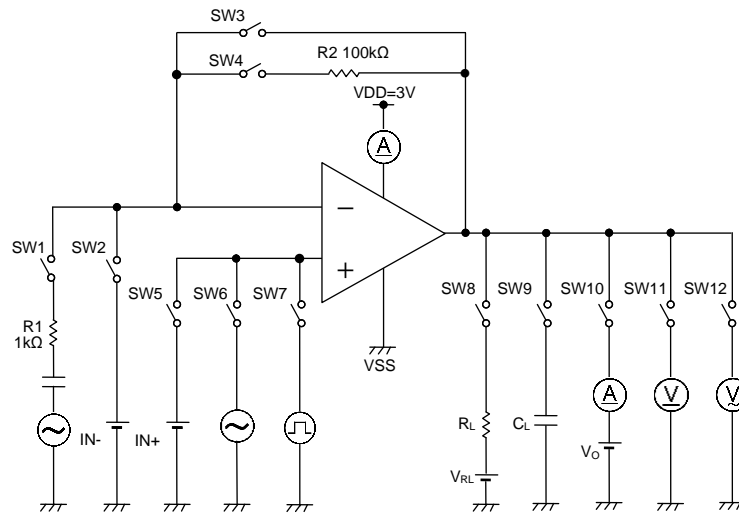 SW3
SW4
R2 100kΩ
VDD=3V
A
SW1
SW2
−
+
SW5
SW6
SW7
SW8
SW9
SW10
SW11
SW12
R1
1kΩ
VSS
A
V
V
IN-
IN+
RL
CL
VRL
VO